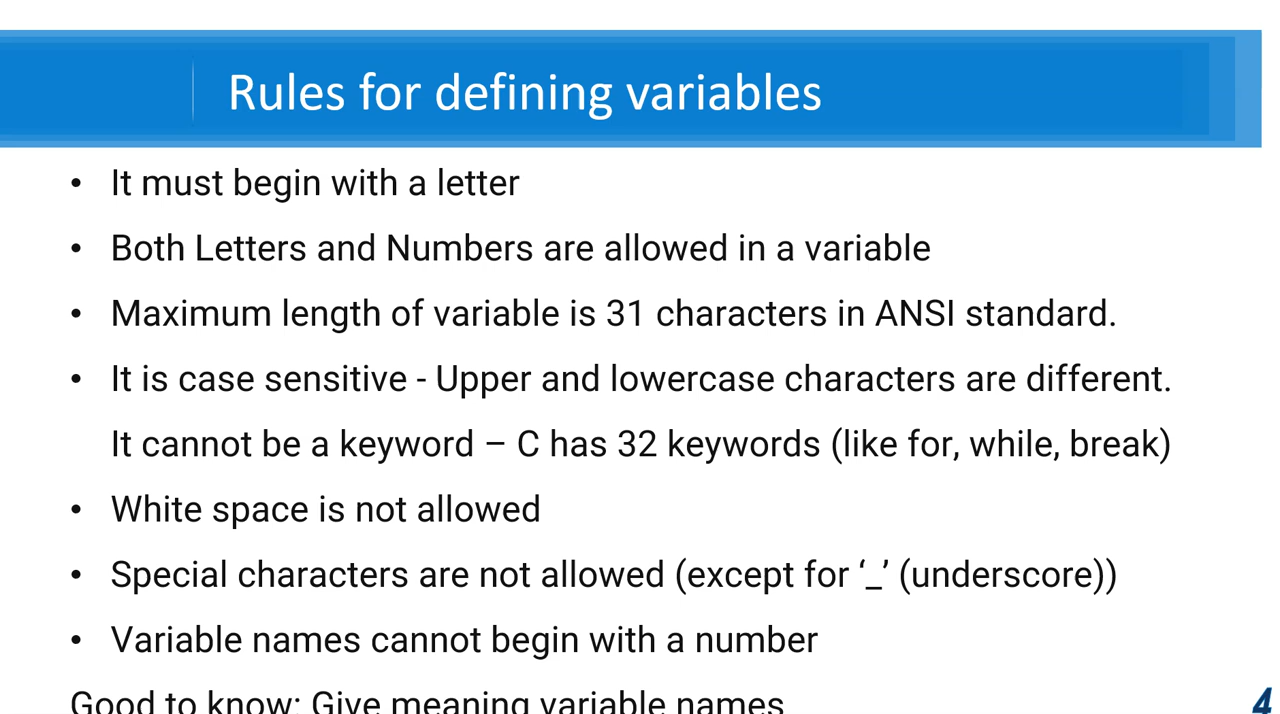 Rules for defining variables
• It must begin with a letter
• Both Letters and Numbers are allowed in a variable
• Maximum length of variable is 31 characters in ANSI standard.
• It is case sensitive - Upper and lowercase characters are different.
It cannot be a keyword – C has 32 keywords (like for, while, break)
• White space is not allowed
• Special characters are not allowed (except for ‘_’ (underscore))
• Variable names cannot begin with a number
Good to know: Give meaning variable names
4